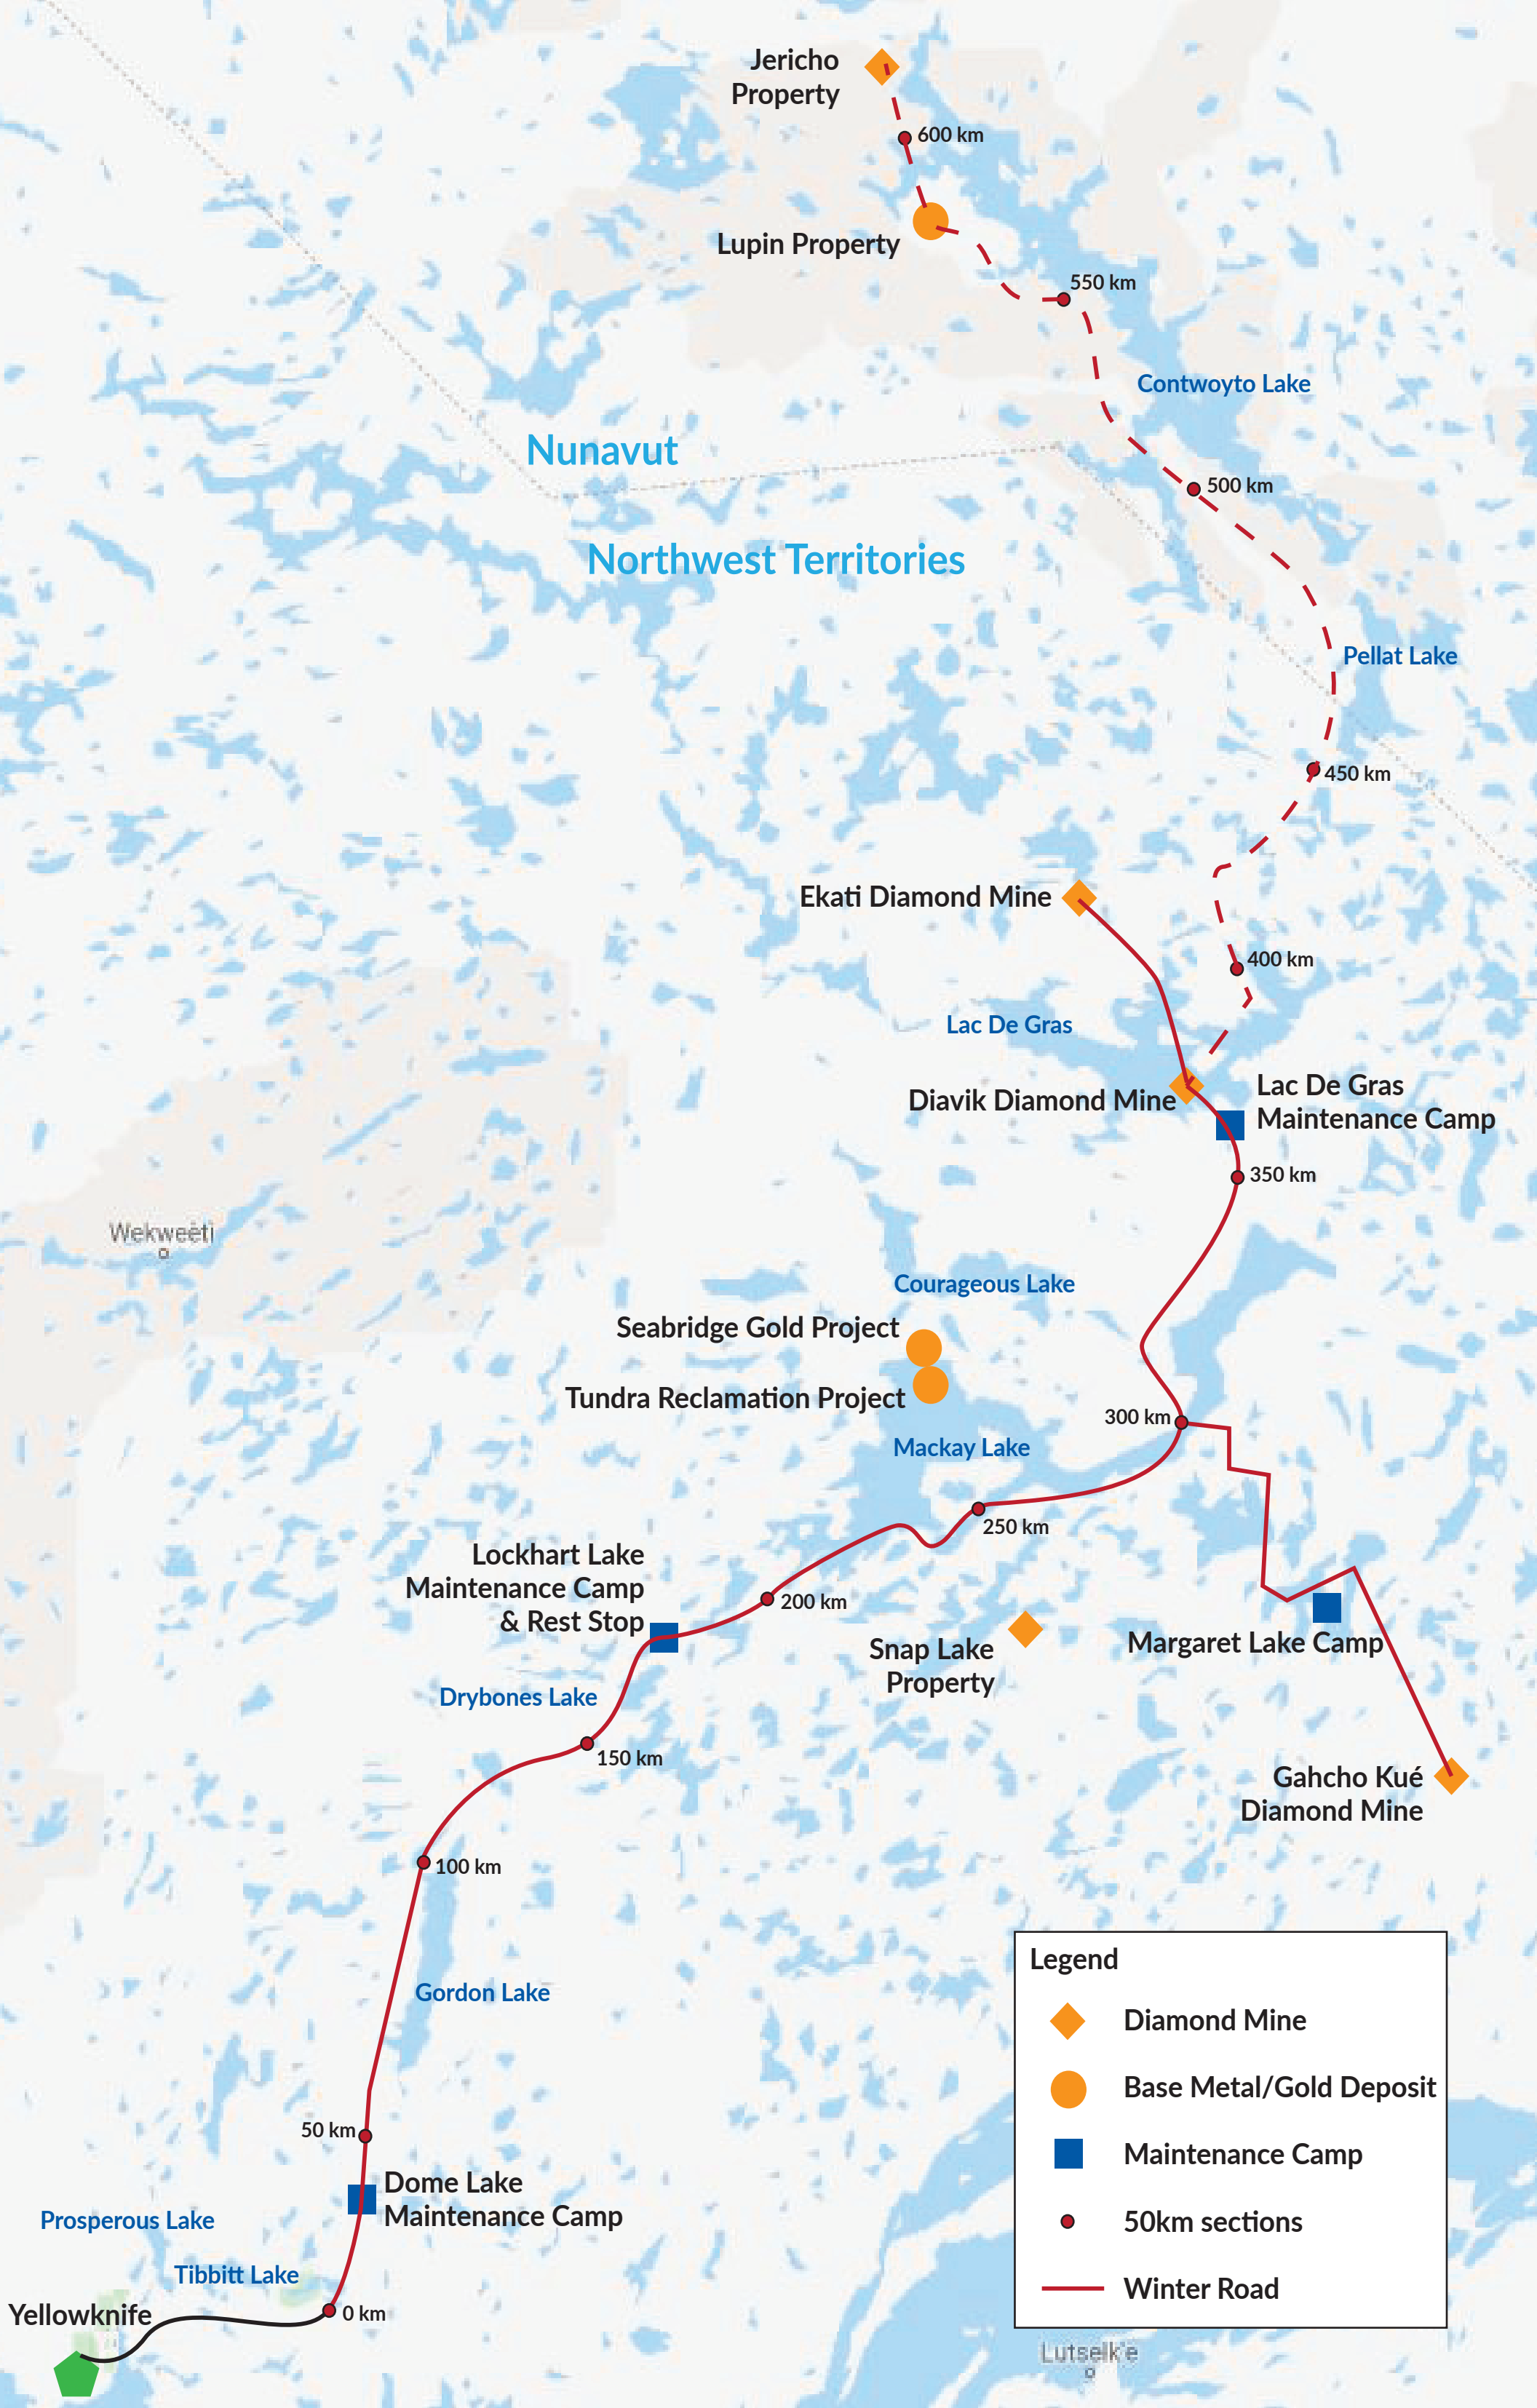 Jericho
Property
600 km
Lupin Property
550 km
Contwoyto Lake
Nunavut
500 km
Northwest Territories
Pellat Lake
450 km
Ekati Diamond Mine
400 km
Lac De Gras
Diavik Diamond Mine
Lac De Gras
Maintenance Camp
350 km
Wekweèti
Courageous Lake
Seabridge Gold Project
Tundra Reclamation Project
300 km
Mackay Lake
250 km
Lockhart Lake
Maintenance Camp
& Rest Stop
200 km
Snap Lake
Property
Margaret Lake Camp
Drybones Lake
150 km
Gahcho Kué
Diamond Mine
100 km
Gordon Lake
50 km
Dome Lake
Maintenance Camp
Prosperous Lake
Tibbitt Lake
Yellowknife
0 km
Legend
Diamond Mine
Base Metal/Gold Deposit
Maintenance Camp
50km sections
Winter Road
Lutselk'e